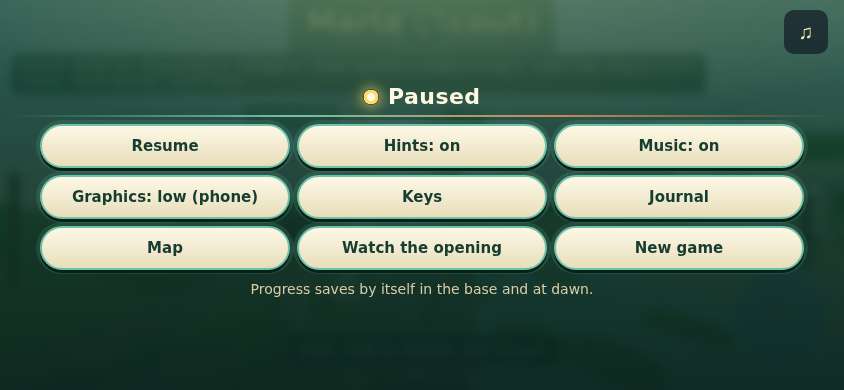 Paused
Resume
Hints: on
Music: on
Graphics: low (phone)
Keys
Journal
Map
Watch the opening
New game
Progress saves by itself in the base and at dawn.